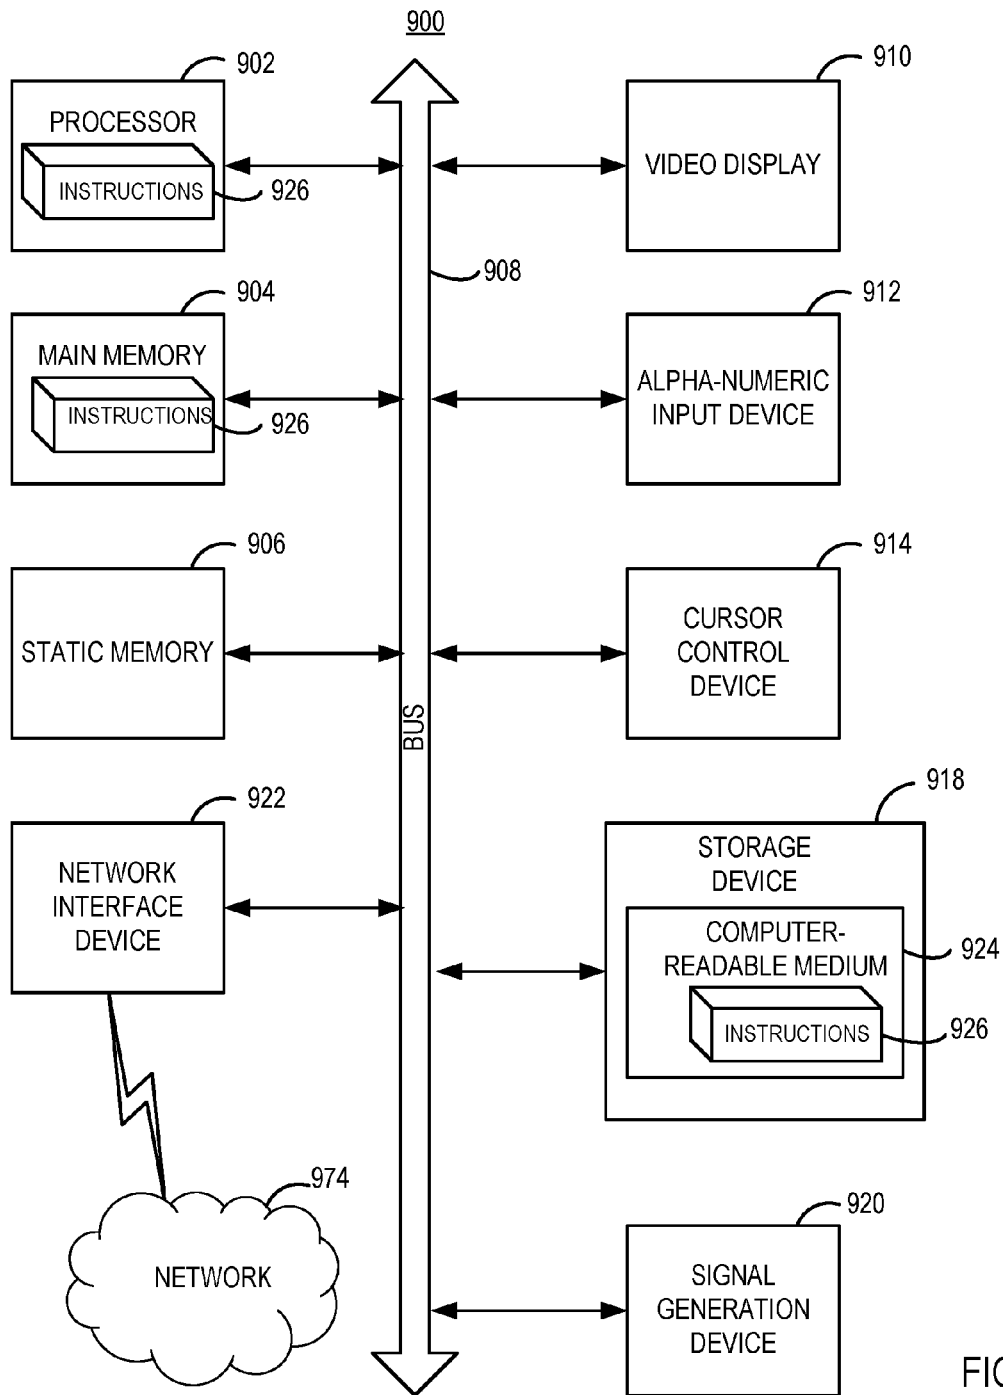 900
902
PROCESSOR
INSTRUCTIONS
926
910
VIDEO DISPLAY
908
904
MAIN MEMORY
INSTRUCTIONS
926
912
ALPHA-NUMERIC
INPUT DEVICE
906
STATIC MEMORY
914
CURSOR
CONTROL
DEVICE
BUS
922
NETWORK
INTERFACE
DEVICE
918
STORAGE
DEVICE
COMPUTER-
READABLE MEDIUM
924
INSTRUCTIONS
926
974
NETWORK
920
SIGNAL
GENERATION
DEVICE